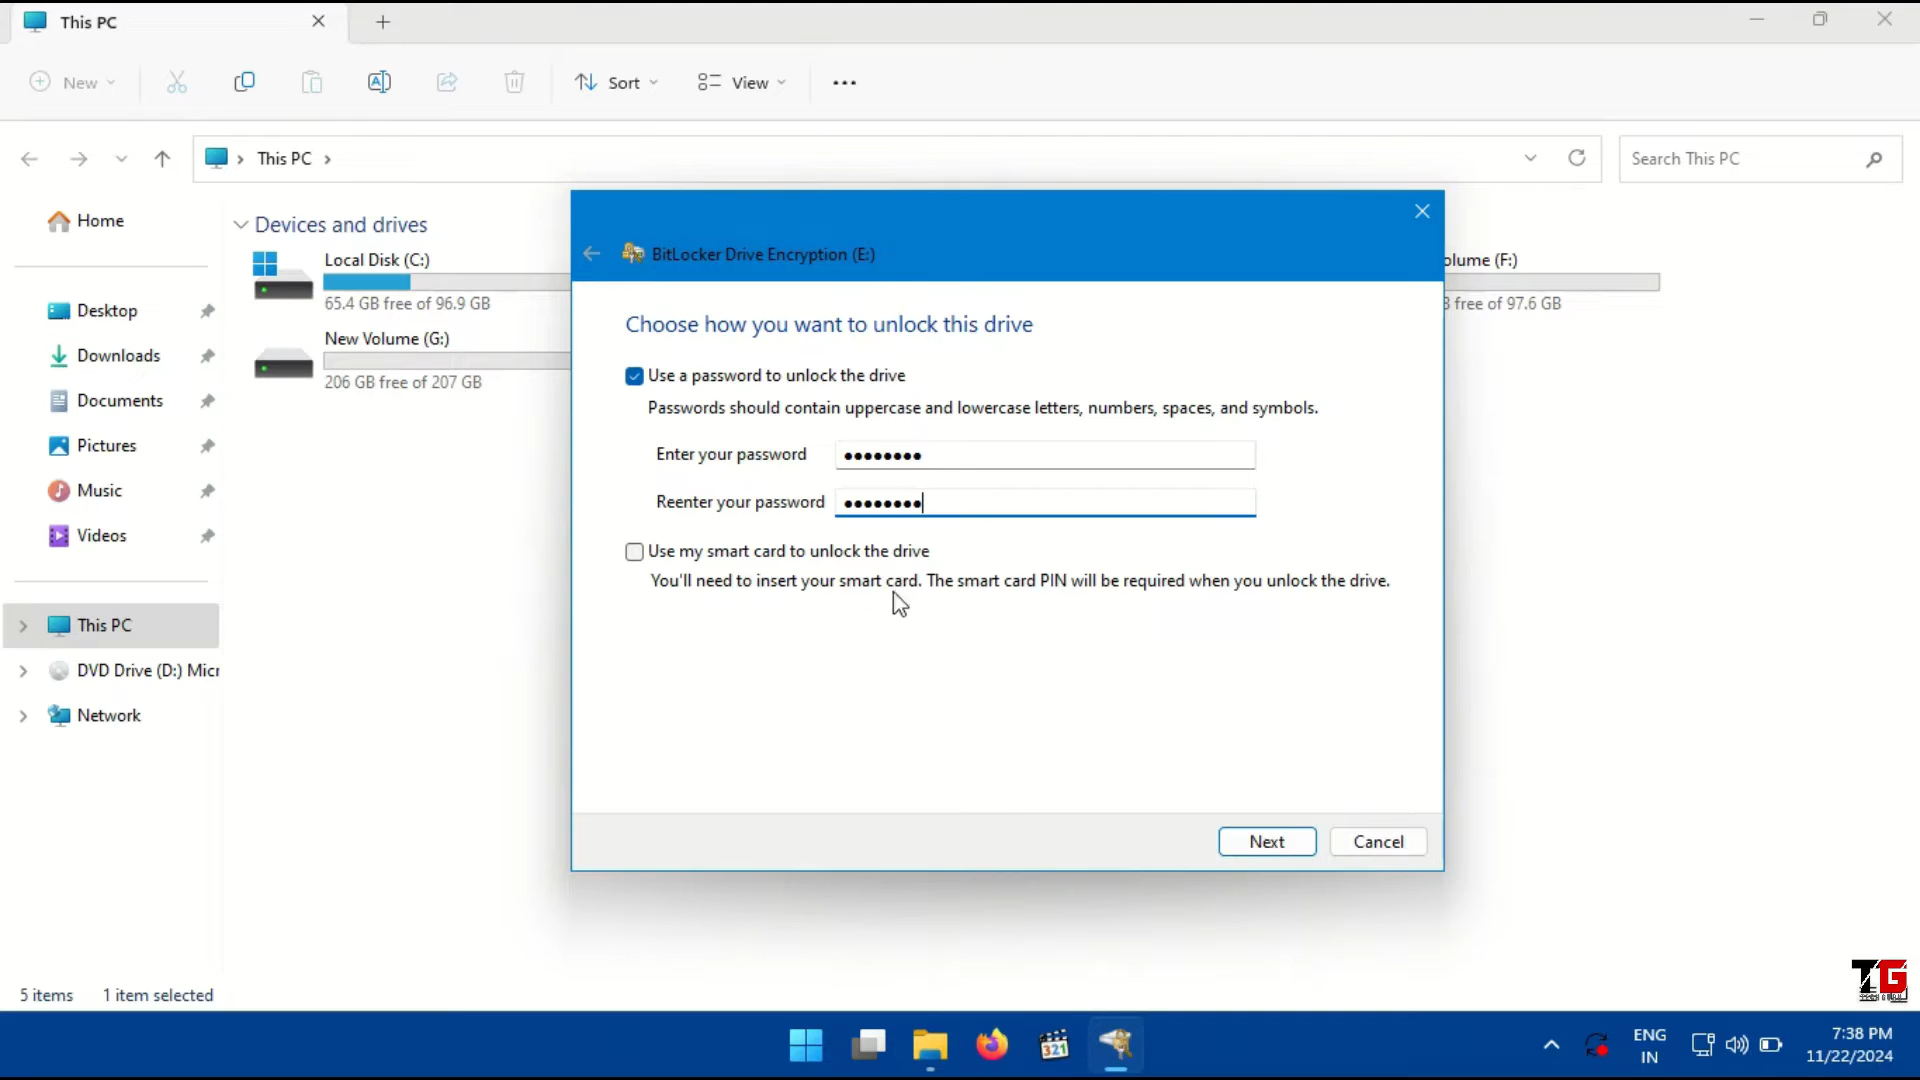 This PC
New
Sort
View
This PC
Search This PC
Home
Desktop
Downloads
Documents
Pictures
Music
Videos
This PC
DVD Drive (D:) Micr
Network
Devices and drives
Local Disk (C:)
65.4 GB free of 96.9 GB
New Volume (G:)
206 GB free of 207 GB
olume (F:)
free of 97.6 GB
BitLocker Drive Encryption (E:)
Choose how you want to unlock this drive
Use a password to unlock the drive
Passwords should contain uppercase and lowercase letters, numbers, spaces, and symbols.
Enter your password ●●●●●●●●
Reenter your password ●●●●●●●●
Use my smart card to unlock the drive
You'll need to insert your smart card. The smart card PIN will be required when you unlock the drive.
Next
Cancel
5 items
1 item selected
TG
321
ENG
IN
7:38 PM
11/22/2024